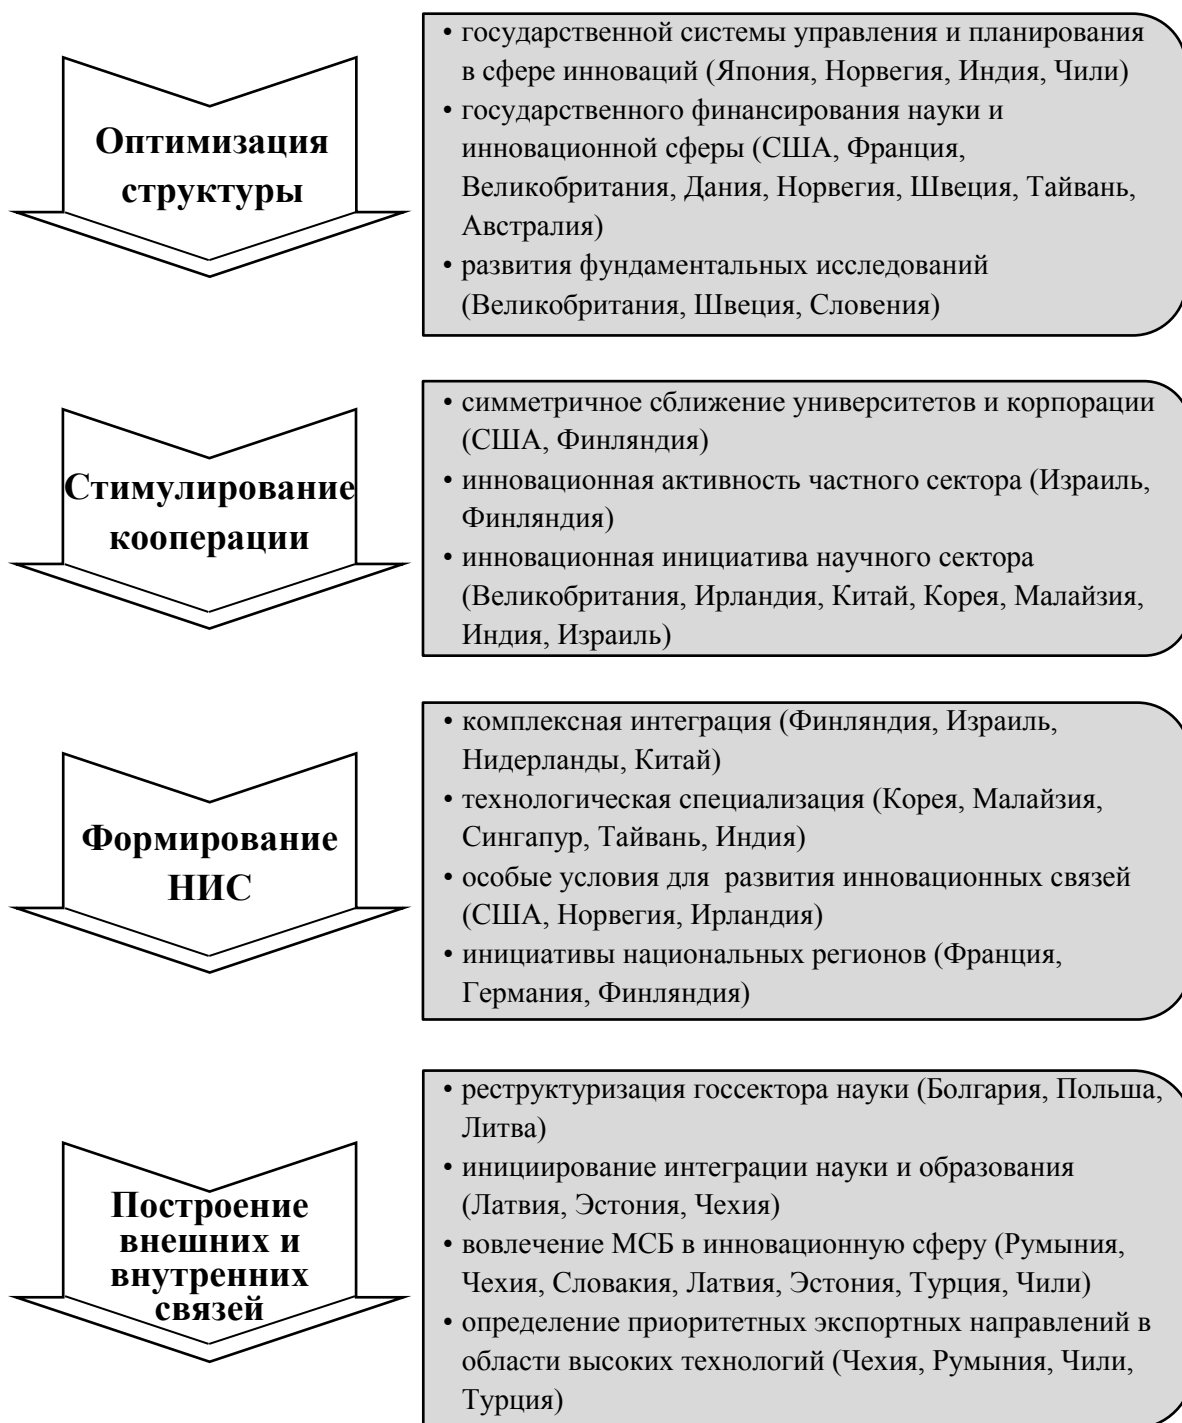 Оптимизация
структуры
• государственной системы управления и планирования
в сфере инноваций (Япония, Норвегия, Индия, Чили)
• государственного финансирования науки и
инновационной сферы (США, Франция,
Великобритания, Дания, Норвегия, Швеция, Тайвань,
Австралия)
• развития фундаментальных исследований
(Великобритания, Швеция, Словения)
Стимулирование
кооперации
• симметричное сближение университетов и корпорации
(США, Финляндия)
• инновационная активность частного сектора (Израиль,
Финляндия)
• инновационная инициатива научного сектора
(Великобритания, Ирландия, Китай, Корея, Малайзия,
Индия, Израиль)
Формирование
НИС
• комплексная интеграция (Финляндия, Израиль,
Нидерланды, Китай)
• технологическая специализация (Корея, Малайзия,
Сингапур, Тайвань, Индия)
• особые условия для  развития инновационных связей
(США, Норвегия, Ирландия)
• инициативы национальных регионов (Франция,
Германия, Финляндия)
Построение
внешних и
внутренних
связей
• реструктуризация госсектора науки (Болгария, Польша,
Литва)
• инициирование интеграции науки и образования
(Латвия, Эстония, Чехия)
• вовлечение МСБ в инновационную сферу (Румыния,
Чехия, Словакия, Латвия, Эстония, Турция, Чили)
• определение приоритетных экспортных направлений в
области высоких технологий (Чехия, Румыния, Чили,
Турция)